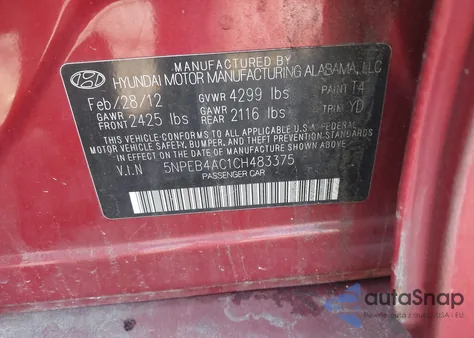 MANUFACTURED BY
HYUNDAI MOTOR MANUFACTURING ALABAMA, LLC
Feb/28/12 GVWR 4299 lbs PAINT T4
GAWR FRONT 2425 lbs GAWR REAR 2116 lbs TRIM YD
THIS VEHICLE CONFORMS TO ALL APPLICABLE U.S. FEDERAL
MOTOR VEHICLE SAFETY, BUMPER, AND THEFT PREVENTION STANDARDS
IN EFFECT ON THE DATE OF MANUFACTURE SHOWN ABOVE.
V.I.N 5NPEB4AC1CH483375
PASSENGER CAR
autaSnap